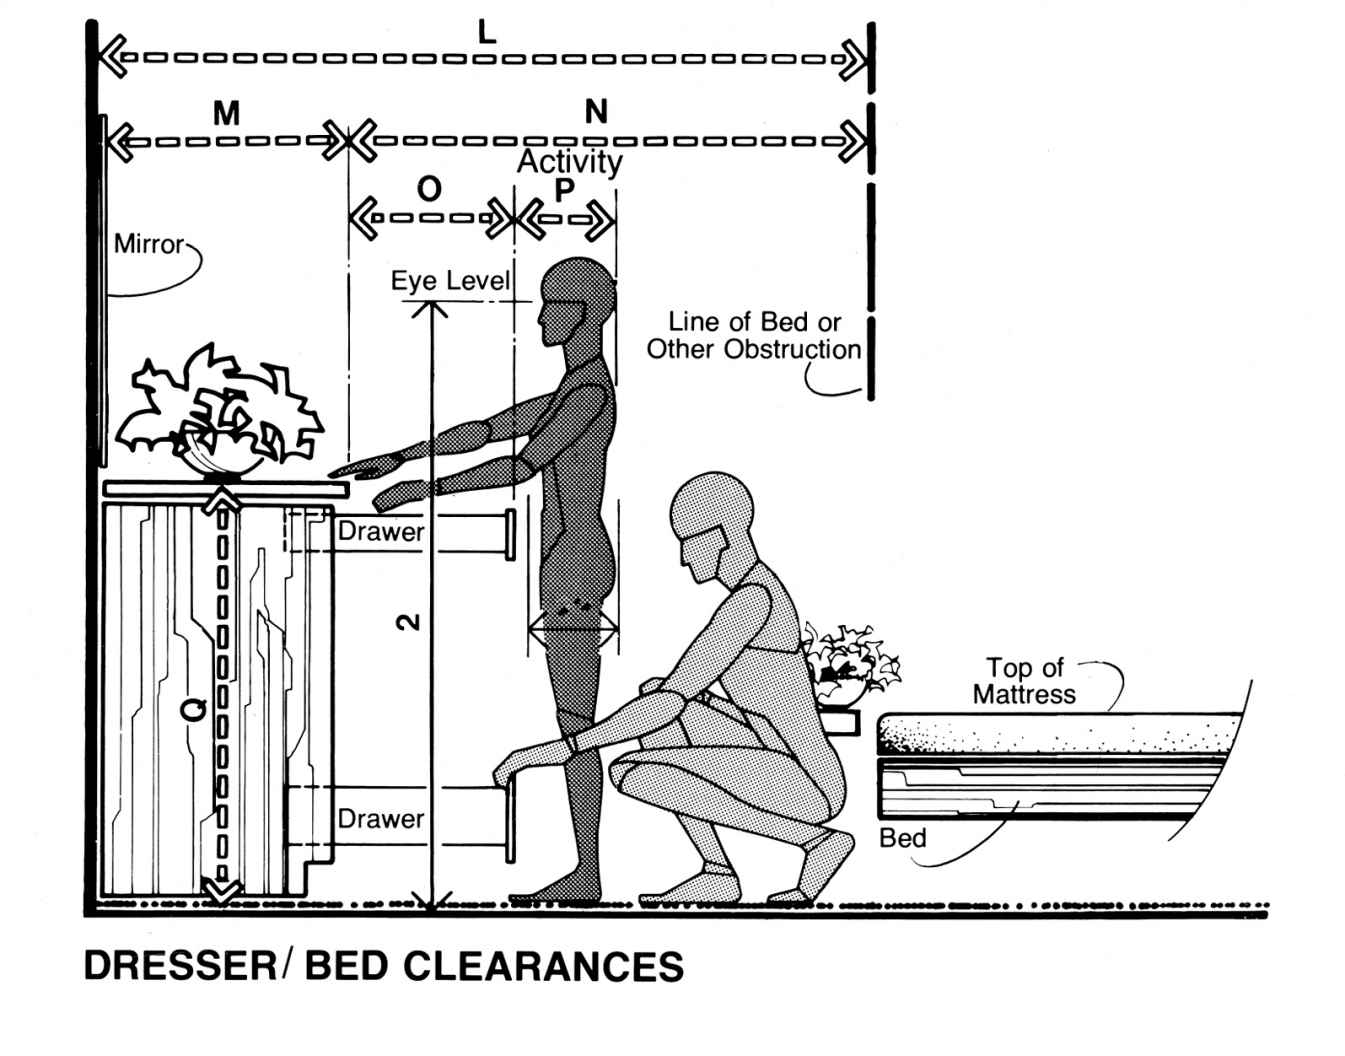 L
M
N
Activity
O
P
Mirror
Eye Level
Line of Bed or
Other Obstruction
Drawer
2
Q
Top of
Mattress
Drawer
Bed
DRESSER/ BED CLEARANCES